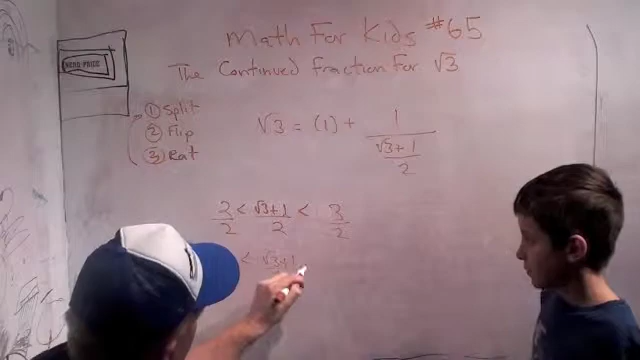 Math For Kids #65
The Continued Fraction For √3
① Split
② Flip
③ Rat
√3 = (1) + 1/((√3+1)/2)
2/2 < (√3+1)/2 < 3/2
< √3+1